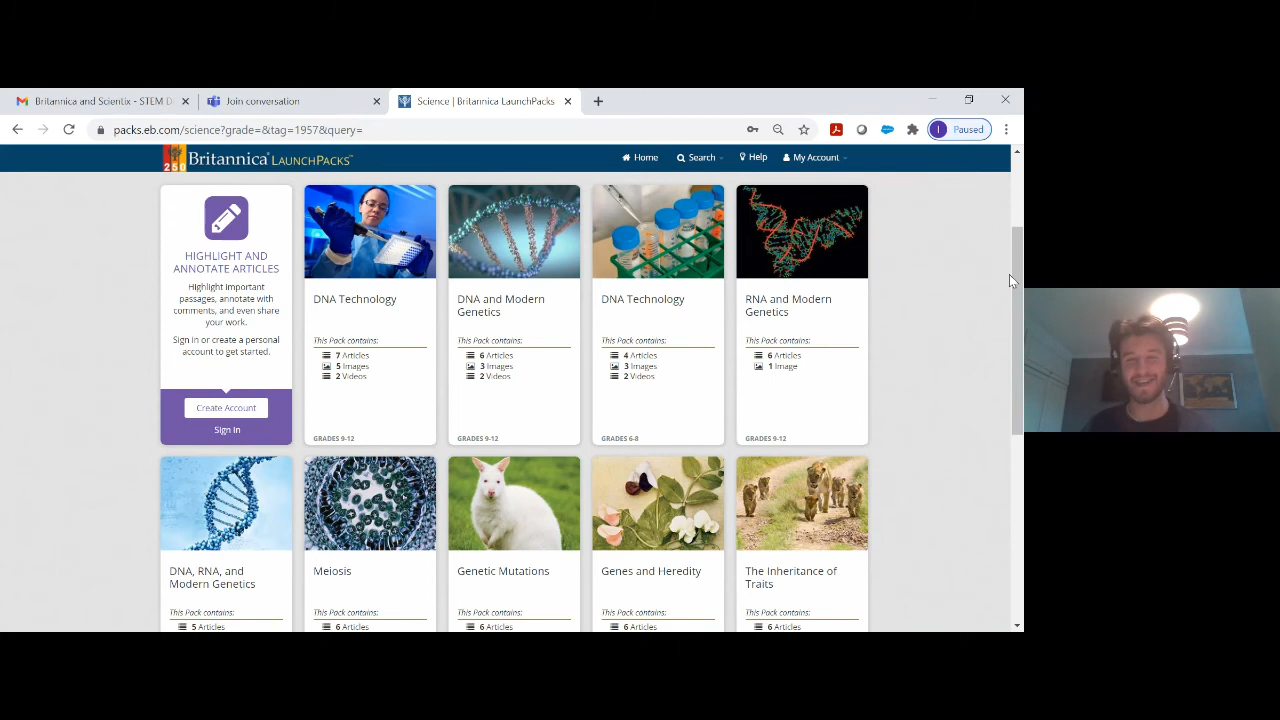 Britannica and Scientix - STEM D
Join conversation
Science | Britannica LaunchPacks
packs.eb.com/science?grade=&tag=1957&query=
I
Paused
250
Britannica® LAUNCHPACKS™
Home
Search
Help
My Account
HIGHLIGHT AND
ANNOTATE ARTICLES
Highlight important
passages, annotate with
comments, and even share
your work.
Sign in or create a personal
account to get started.
Create Account
Sign In
DNA Technology
This Pack contains:
7 Articles
5 Images
2 Videos
GRADES 9-12
DNA and Modern
Genetics
This Pack contains:
6 Articles
3 Images
2 Videos
GRADES 9-12
DNA Technology
This Pack contains:
4 Articles
3 Images
2 Videos
GRADES 6-8
RNA and Modern
Genetics
This Pack contains:
6 Articles
1 Image
GRADES 9-12
DNA, RNA, and
Modern Genetics
This Pack contains:
5 Articles
Meiosis
This Pack contains:
6 Articles
Genetic Mutations
This Pack contains:
6 Articles
Genes and Heredity
This Pack contains:
6 Articles
The Inheritance of
Traits
This Pack contains:
6 Articles